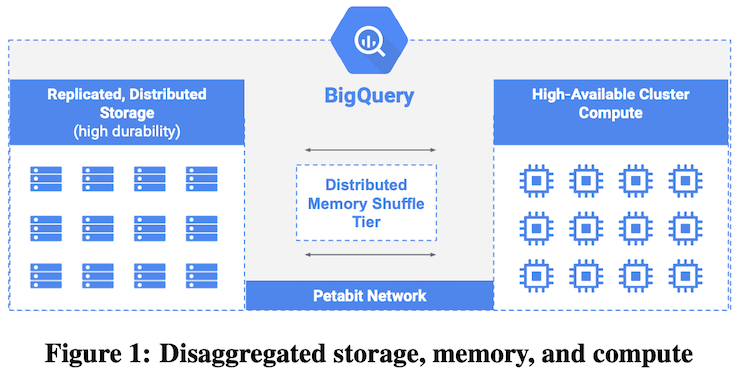 BigQuery
Replicated, Distributed
Storage
(high durability)
Distributed
Memory Shuffle
Tier
High-Available Cluster
Compute
Petabit Network
Figure 1: Disaggregated storage, memory, and compute